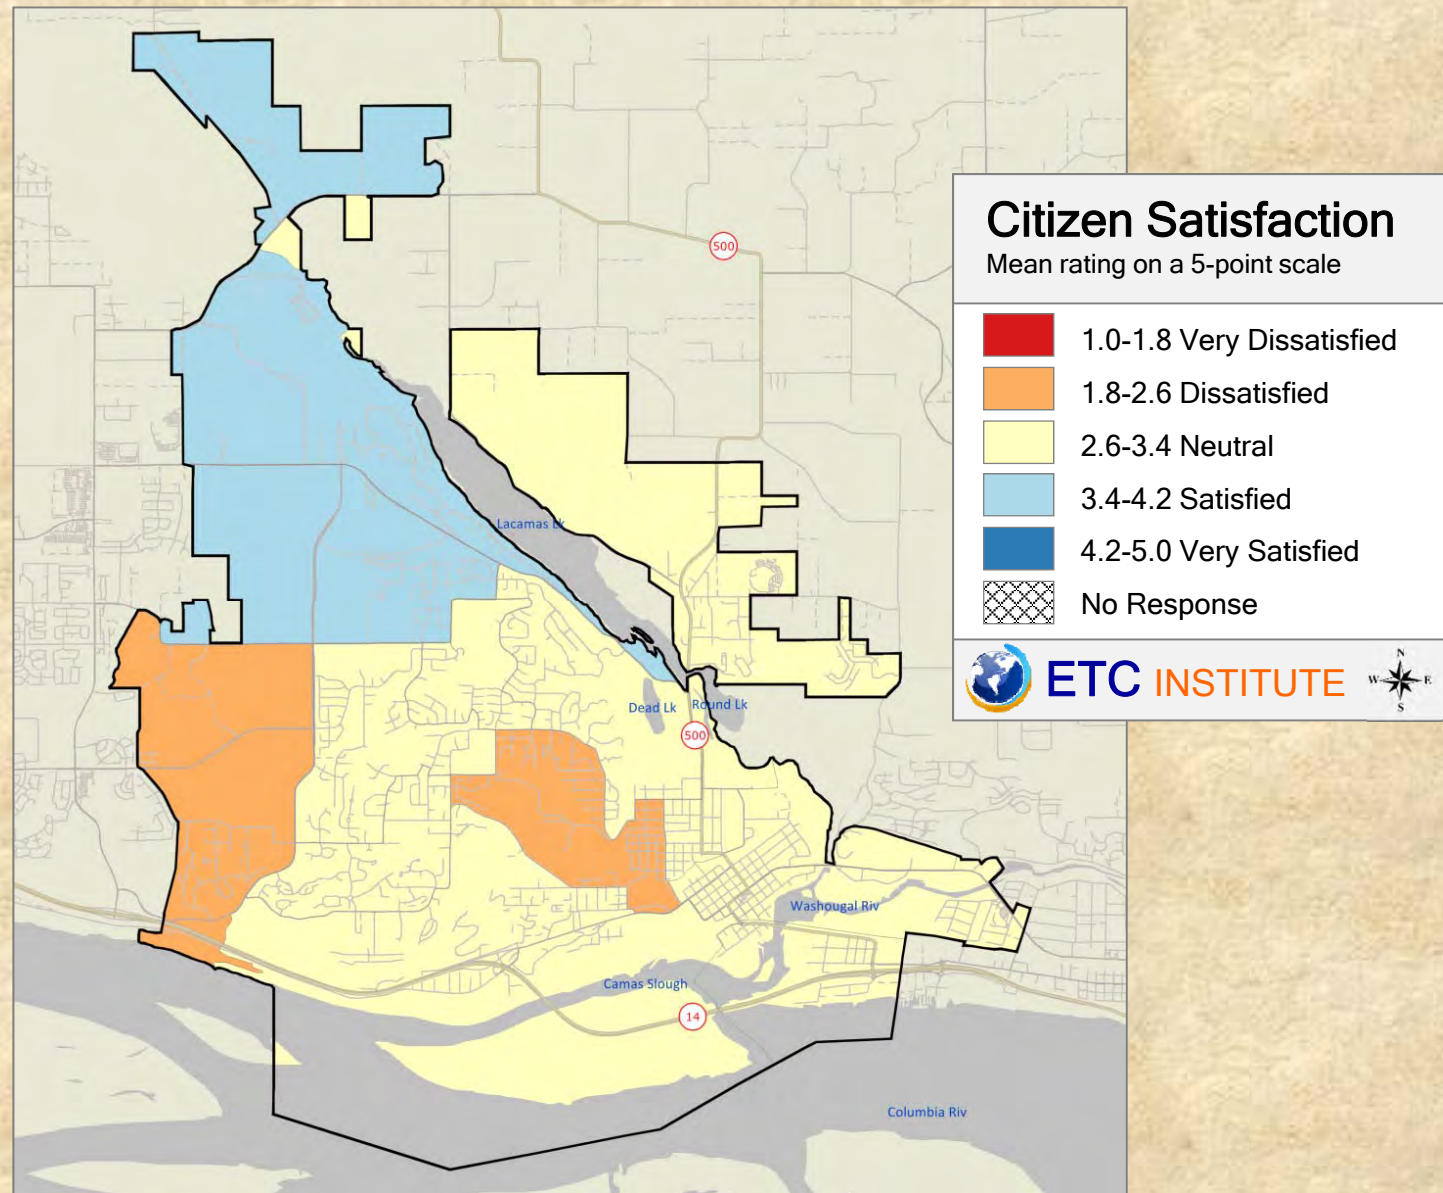 Citizen Satisfaction
Mean rating on a 5-point scale
1.0-1.8 Very Dissatisfied
1.8-2.6 Dissatisfied
2.6-3.4 Neutral
3.4-4.2 Satisfied
4.2-5.0 Very Satisfied
No Response
ETC INSTITUTE
N
W E
S
500
Lacamas Lk
Dead Lk
Round Lk
500
Washougal Riv
Camas Slough
14
Columbia Riv